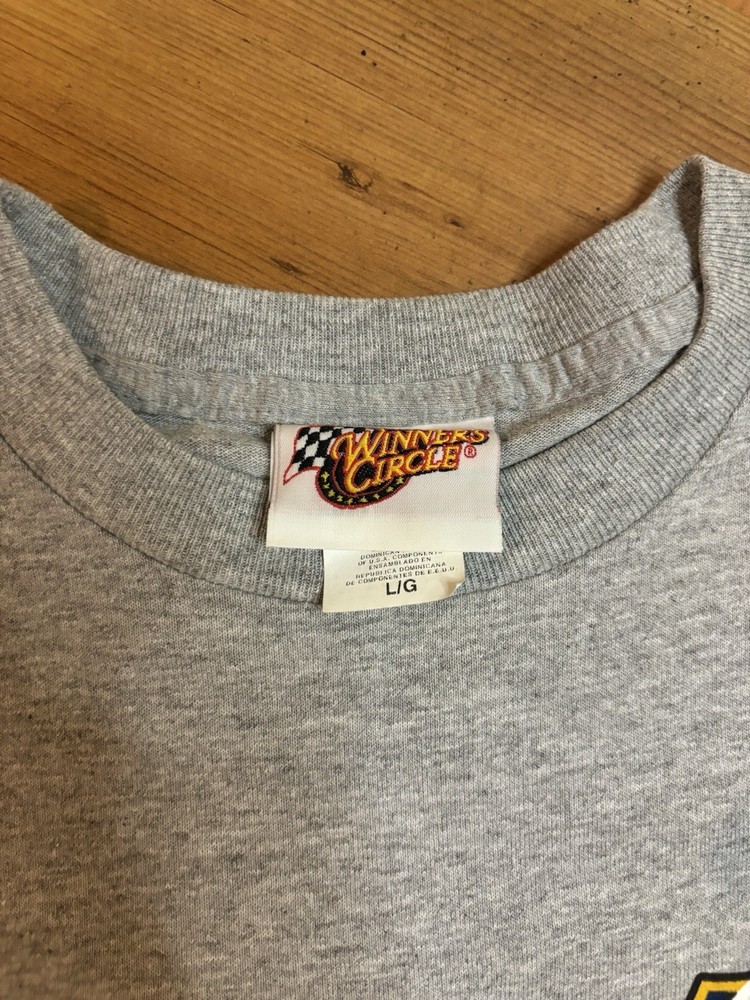 WINNERS
CIRCLE®
DOMINICAN
OF U.S.A. COMPONENTS
ENSAMBLADO EN
REPUBLICA DOMINICANA
DE COMPONENTES DE E.E.U.U
L/G